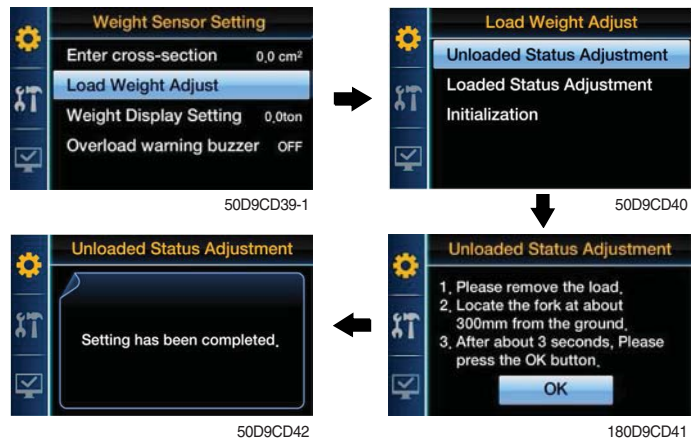 Weight Sensor Setting
Enter cross-section 0.0 cm²
Load Weight Adjust
Weight Display Setting 0.0ton
Overload warning buzzer OFF
50D9CD39-1
Load Weight Adjust
Unloaded Status Adjustment
Loaded Status Adjustment
Initialization
50D9CD40
Unloaded Status Adjustment
1. Please remove the load.
2. Locate the fork at about
300mm from the ground.
3. After about 3 seconds, Please
press the OK button.
OK
180D9CD41
Unloaded Status Adjustment
Setting has been completed.
50D9CD42